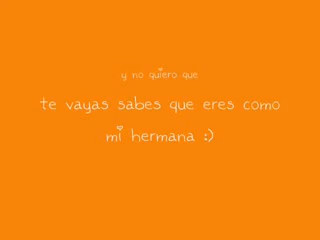 y no quiero que
te vayas sabes que eres como
mi hermana :)